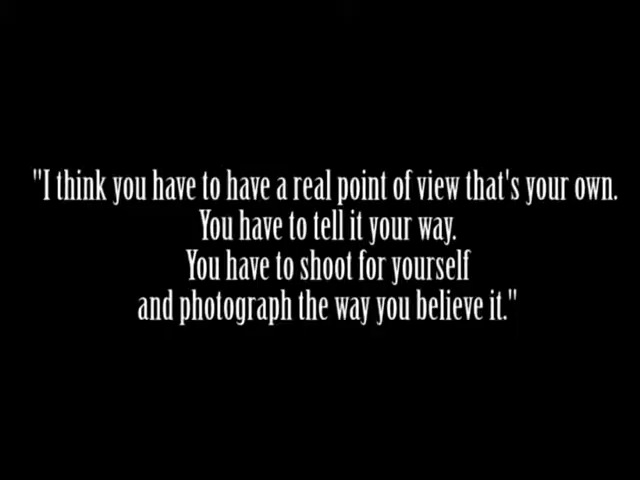 "I think you have to have a real point of view that's your own.
You have to tell it your way.
You have to shoot for yourself
and photograph the way you believe it."